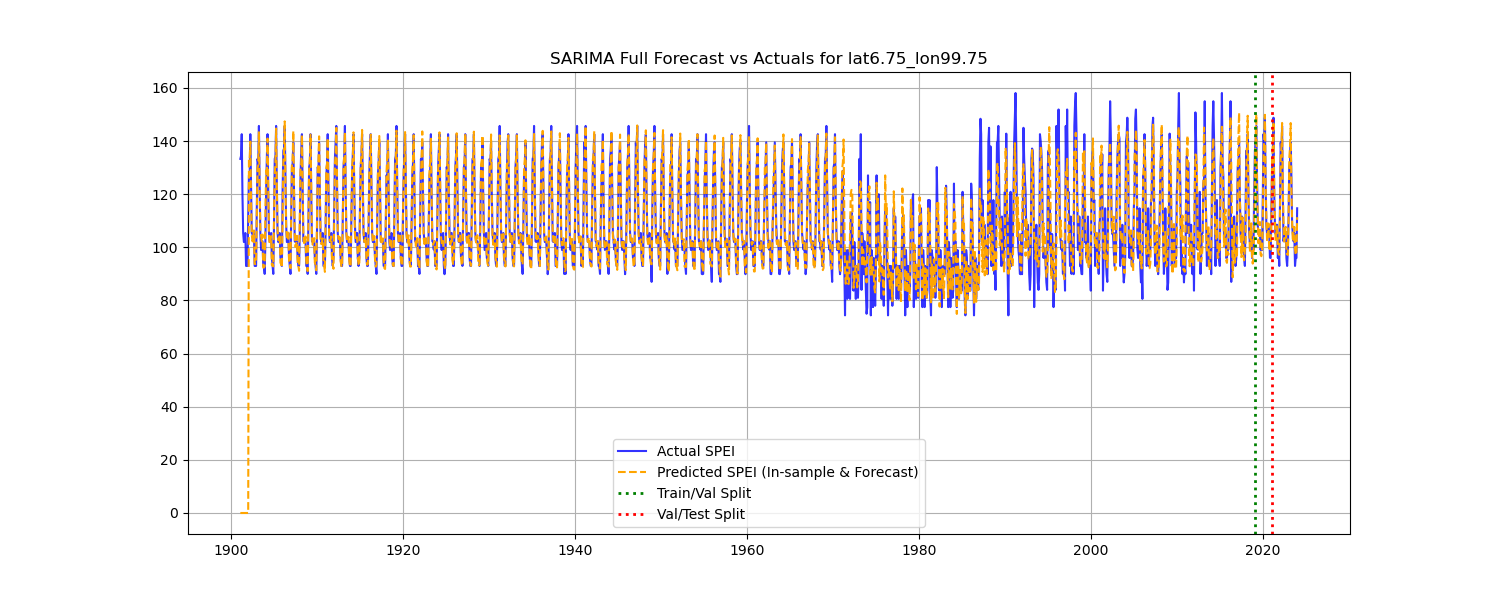 SARIMA Full Forecast vs Actuals for lat6.75_lon99.75
160
140
120
100
80
60
40
20
0
Actual SPEI
Predicted SPEI (In-sample & Forecast)
Train/Val Split
Val/Test Split
1900 1920 1940 1960 1980 2000 2020